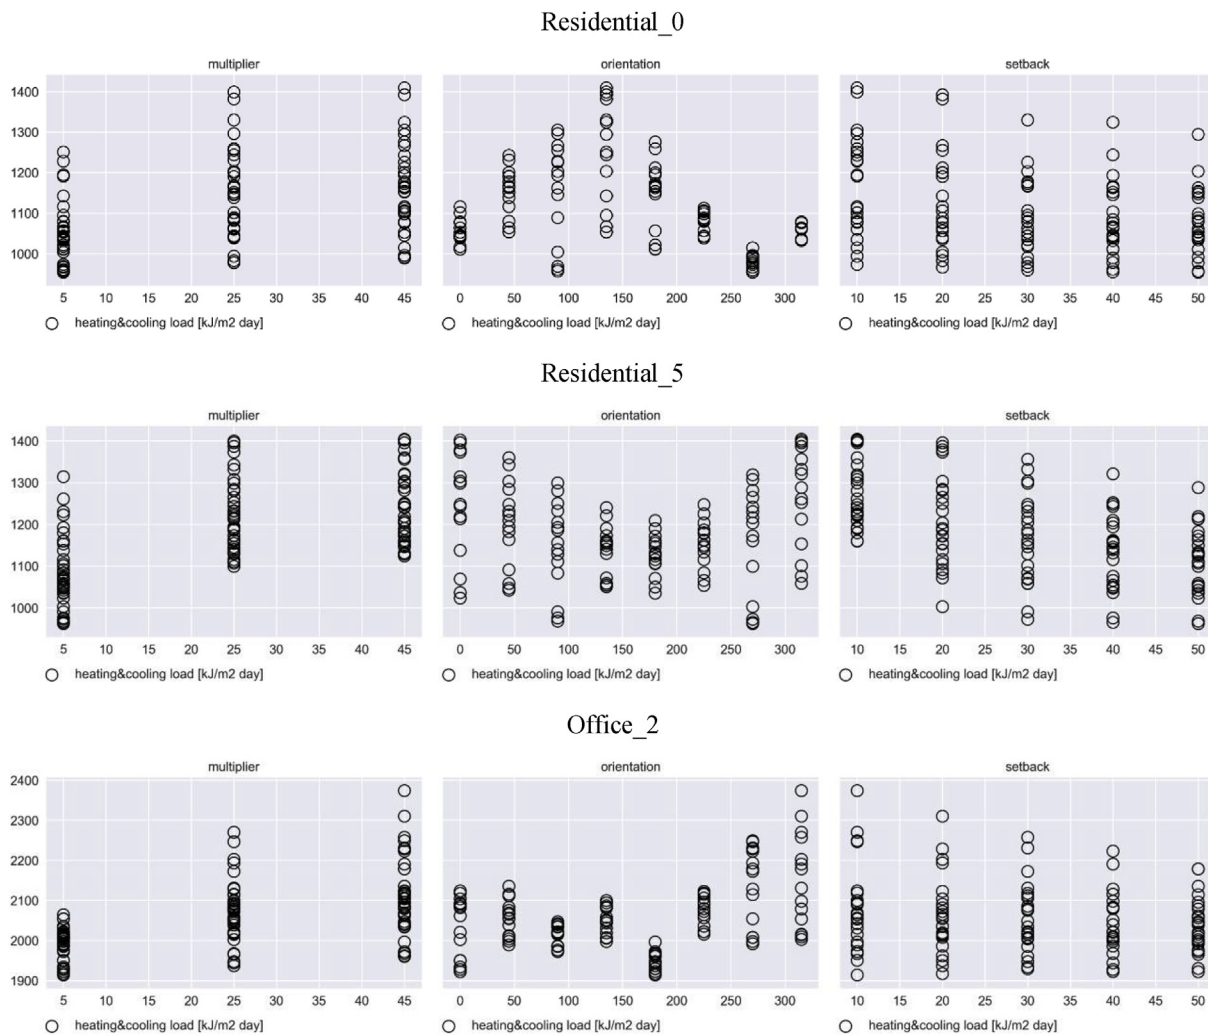 Residential_0
multiplier orientation setback
1400
1300
1200
1100
1000
5 10 15 20 25 30 35 40 45 0 50 100 150 200 250 300 10 15 20 25 30 35 40 45 50
heating&cooling load [kJ/m2 day] heating&cooling load [kJ/m2 day] heating&cooling load [kJ/m2 day]
Residential_5
multiplier orientation setback
1400
1300
1200
1100
1000
5 10 15 20 25 30 35 40 45 0 50 100 150 200 250 300 10 15 20 25 30 35 40 45 50
heating&cooling load [kJ/m2 day] heating&cooling load [kJ/m2 day] heating&cooling load [kJ/m2 day]
Office_2
multiplier orientation setback
2400
2300
2200
2100
2000
1900
5 10 15 20 25 30 35 40 45 0 50 100 150 200 250 300 10 15 20 25 30 35 40 45 50
heating&cooling load [kJ/m2 day] heating&cooling load [kJ/m2 day] heating&cooling load [kJ/m2 day]